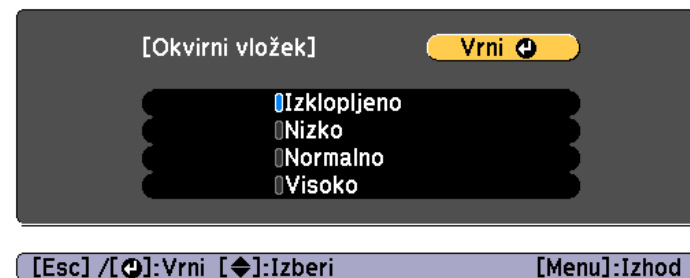 [Okvirni vložek] Vrni
Izklopljeno
Nizko
Normalno
Visoko
[Esc] /[]:Vrni []:Izberi [Menu]:Izhod